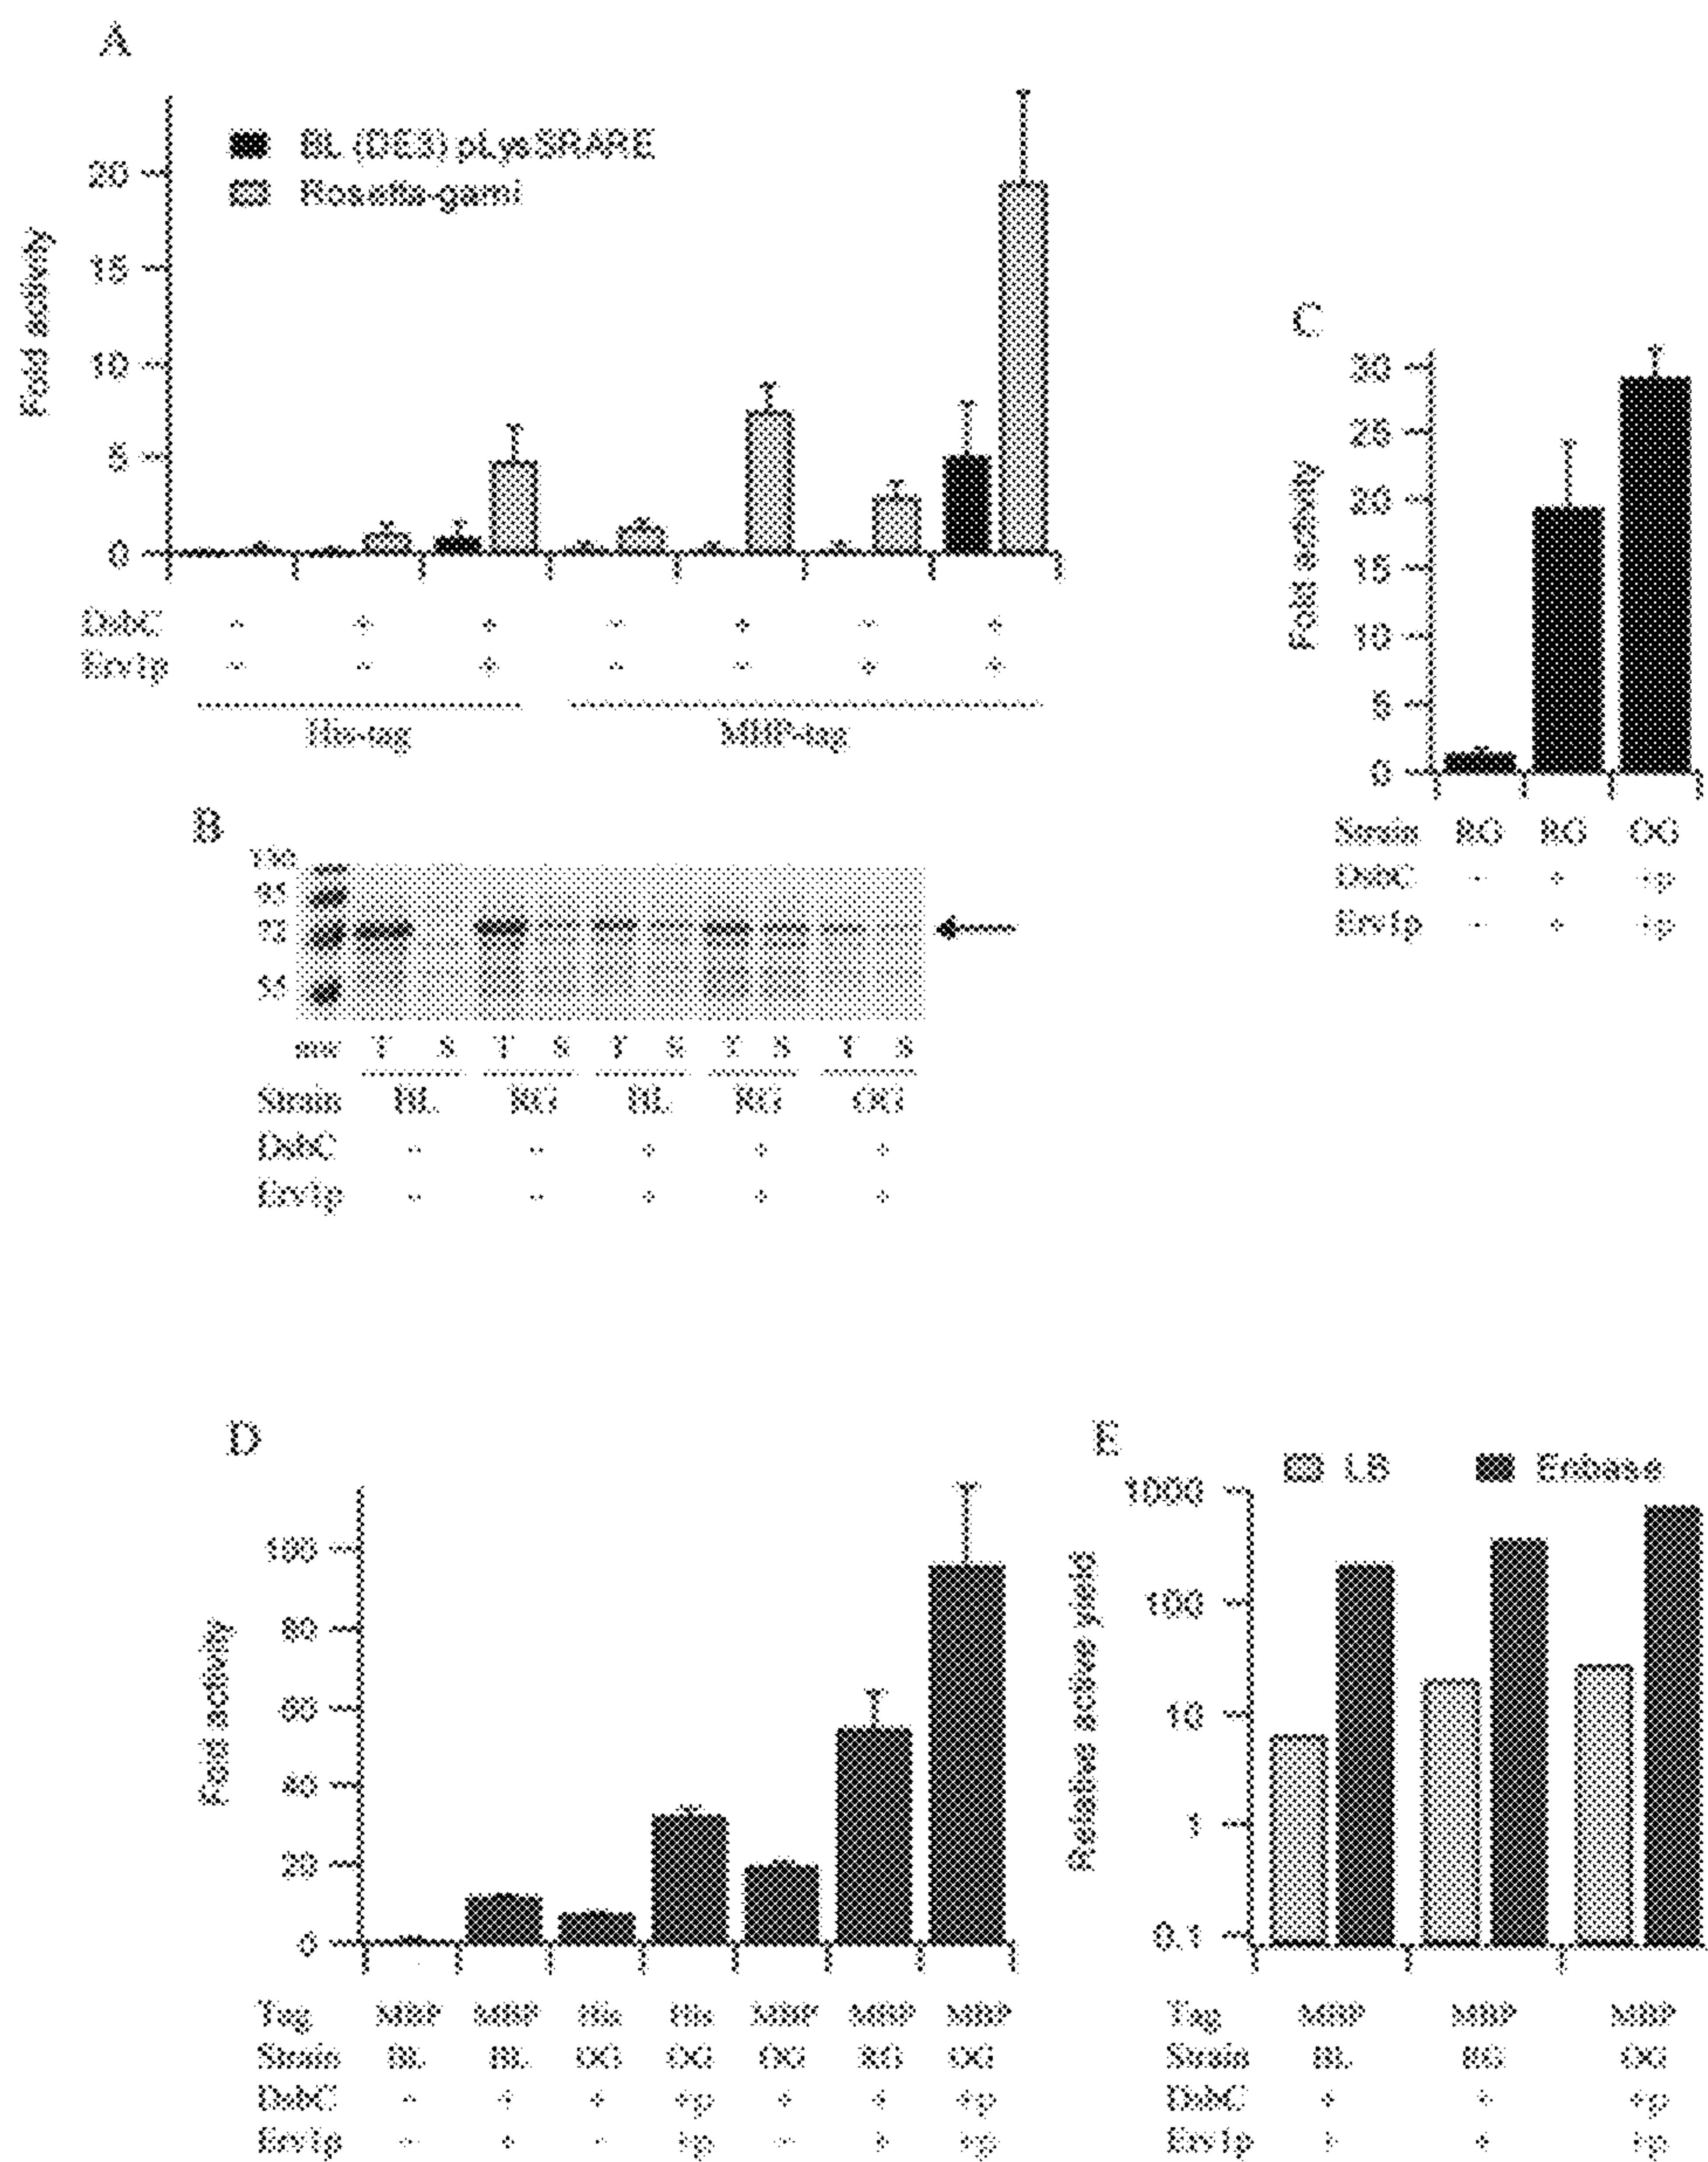 A
BL (DE3) pLysSRARE
Rosetta-gami
20
15
10
5
0
Fold activity
DsbC - + + - + - +
Erv1p - - + - - + +
His-tag MBP-tag
B
130
95
72
55
mw T S T S T S T S T S
Strain BL RG BL RG OG
DsbC - - + + +
Erv1p - - + + +
C
30
25
20
15
10
5
0
Fold activity
Strain RG RG OG
DsbC - + +p
Erv1p - + +p
D
100
80
60
40
20
0
Fold activity
Tag MBP MBP His His MBP MBP MBP
Strain BL BL OG OG OG RG OG
DsbC - + + +p + + +p
Erv1p - + - +p - + +p
E
LB Enbase
1000
100
10
1
0.1
Relative active yield
Tag MBP MBP MBP
Strain BL RG OG
DsbC + + +p
Erv1p + + +p